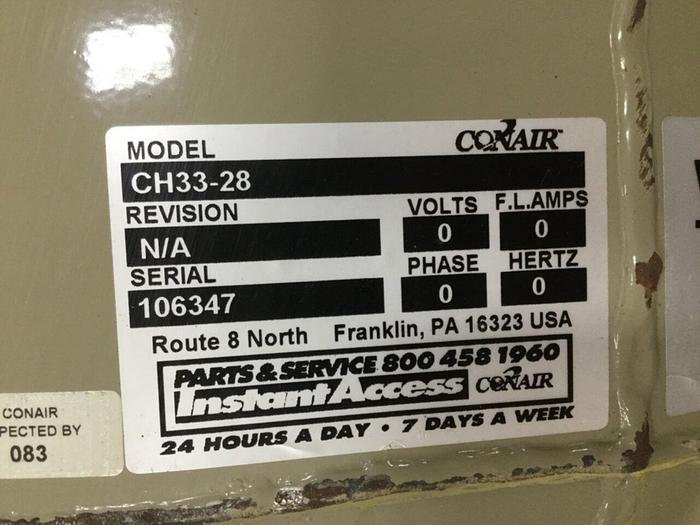 MODEL CONAIR™
CH33-28
REVISION VOLTS F.L.AMPS
N/A 0 0
SERIAL PHASE HERTZ
106347 0 0
Route 8 North Franklin, PA 16323 USA
PARTS & SERVICE 800 458 1960
Instant Access CONAIR
24 HOURS A DAY • 7 DAYS A WEEK
CONAIR
PECTED BY
083